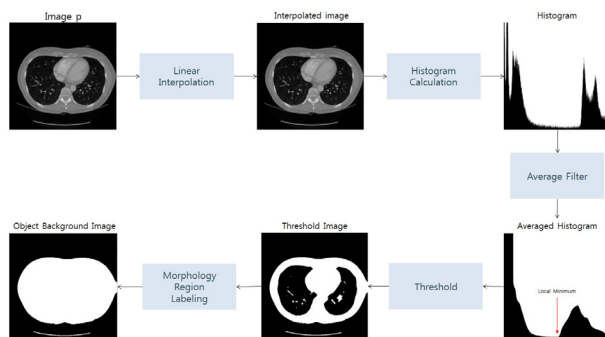 Image p
Interpolated image
Histogram
Linear
Interpolation
Histogram
Calculation
Average Filter
Object Background Image
Threshold Image
Averaged Histogram
Morphology
Region
Labeling
Threshold
Local Minimum